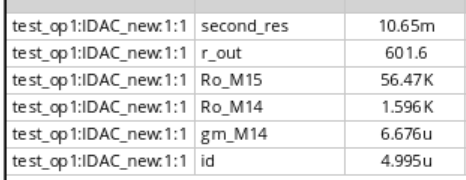 test_op1:IDAC_new:1:1 second_res 10.65m
test_op1:IDAC_new:1:1 r_out 601.6
test_op1:IDAC_new:1:1 Ro_M15 56.47K
test_op1:IDAC_new:1:1 Ro_M14 1.596K
test_op1:IDAC_new:1:1 gm_M14 6.676u
test_op1:IDAC_new:1:1 id 4.995u